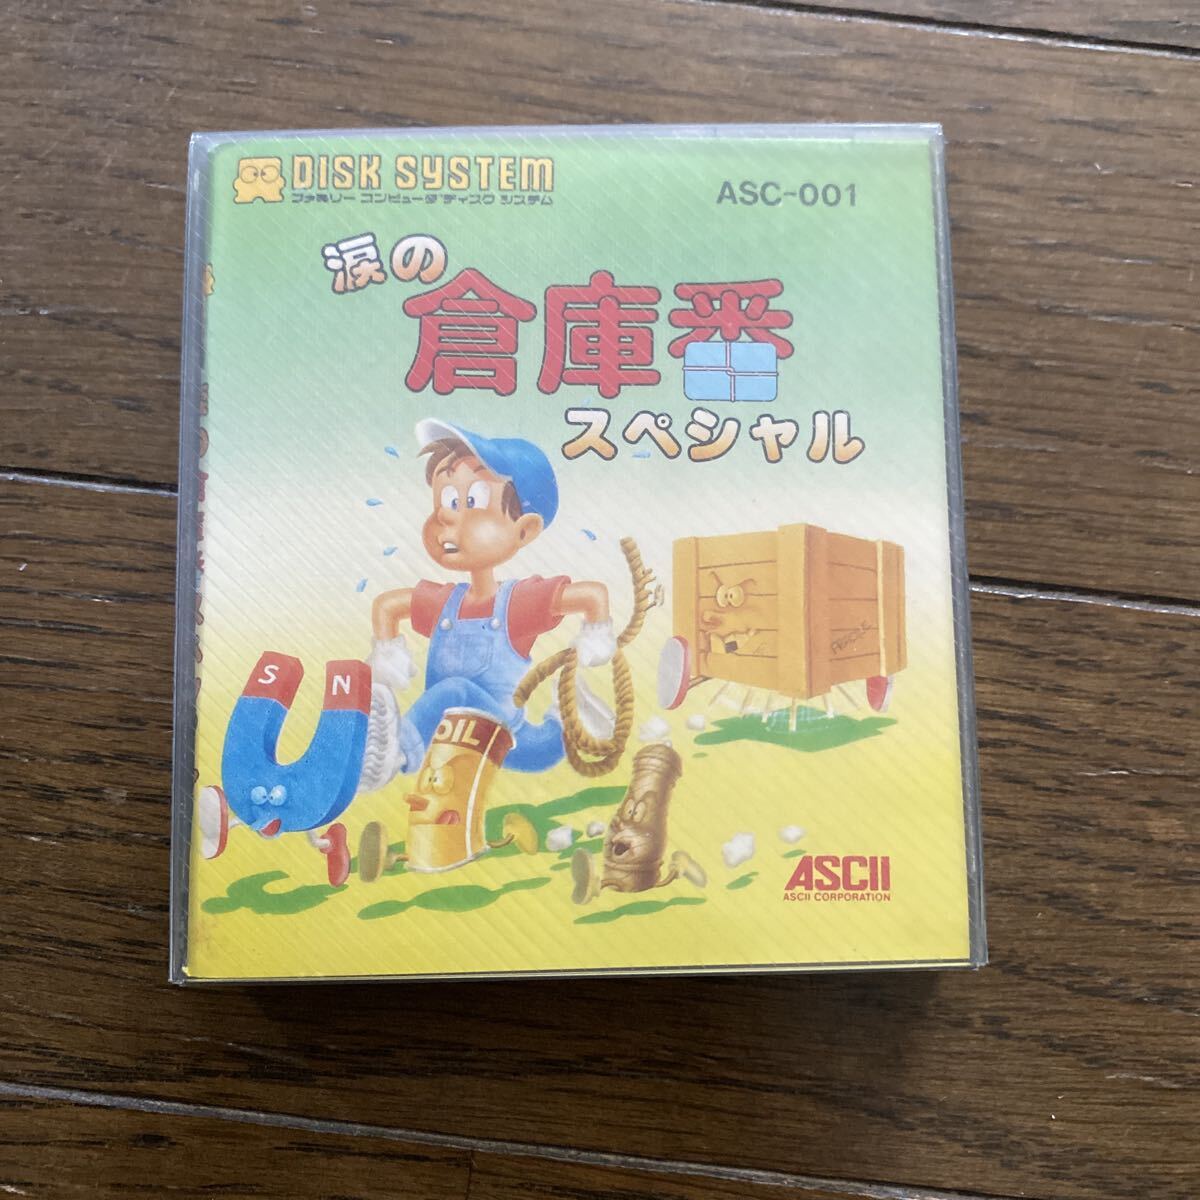 DISK SYSTEM
ファミリー コンピュータ ディスク システム
ASC-001
涙の
倉庫番
スペシャル
S N
OIL
ASCII
ASCII CORPORATION